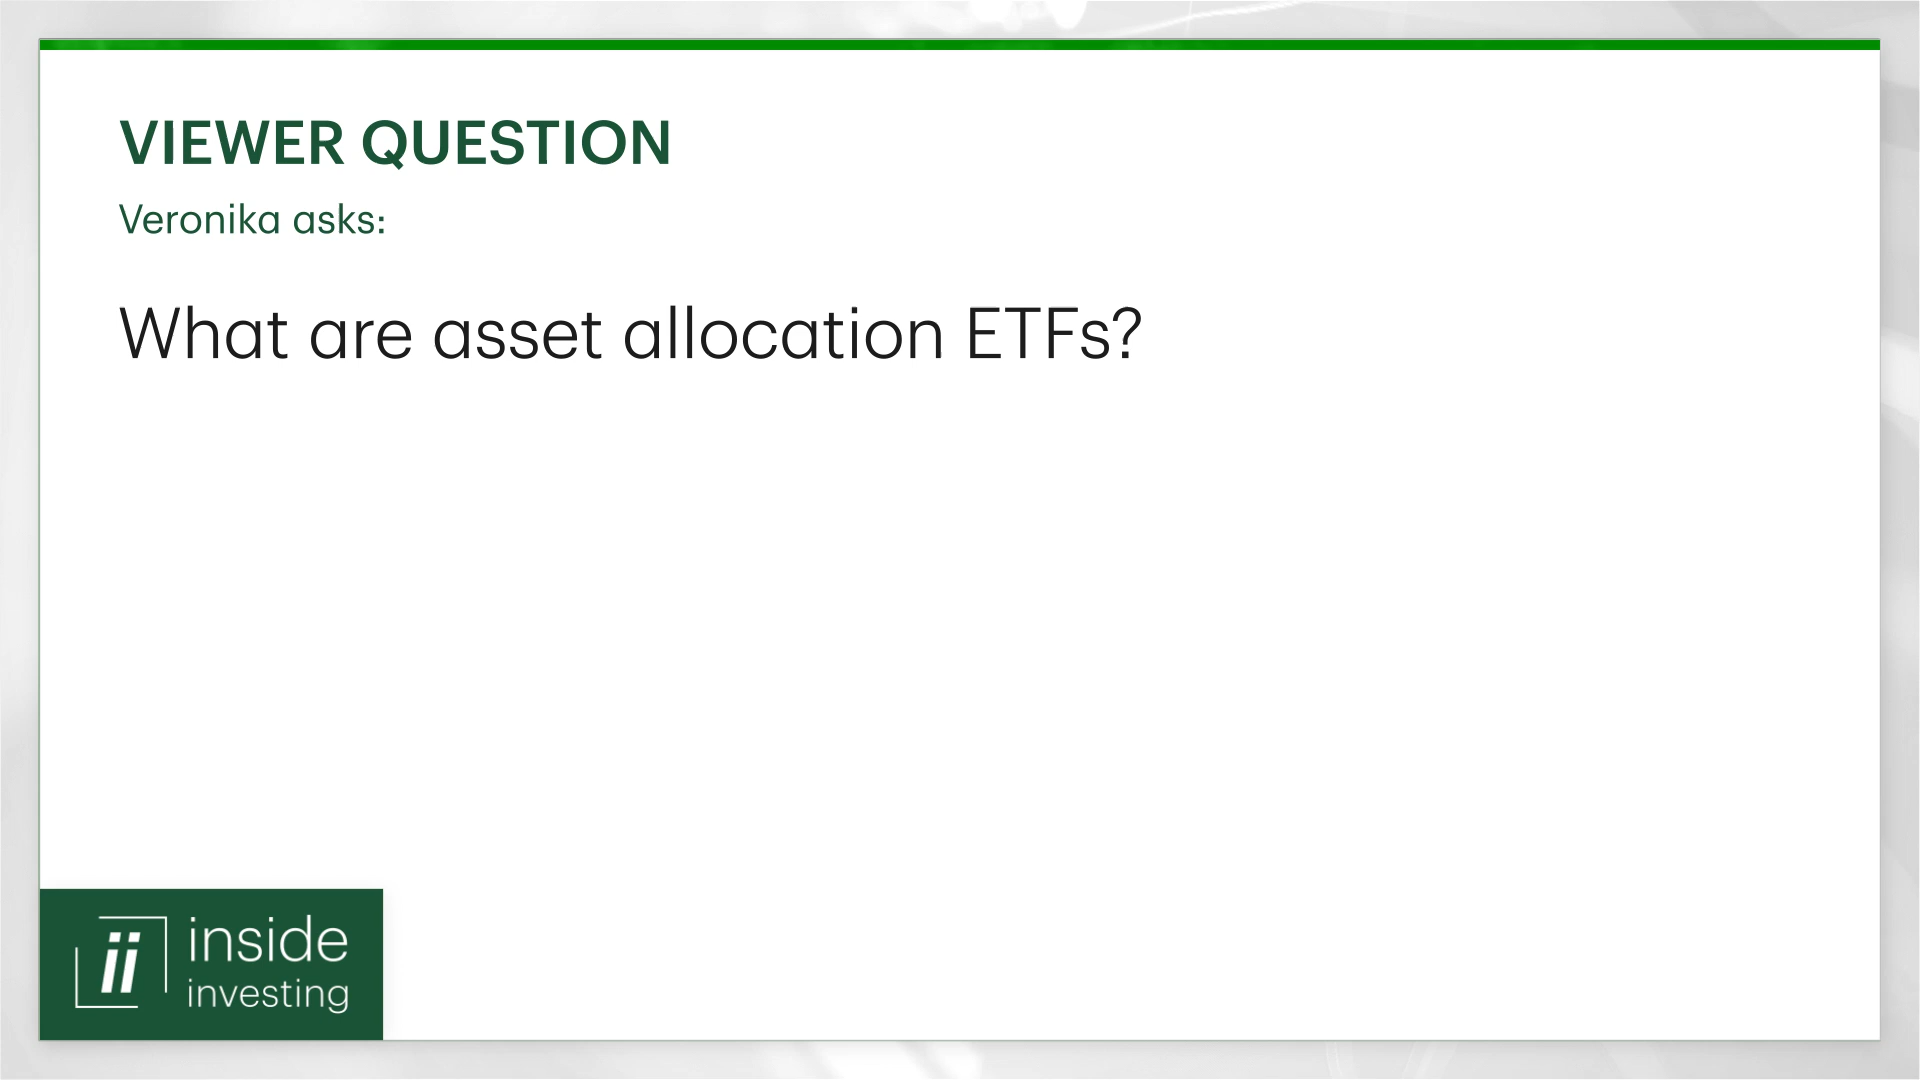 VIEWER QUESTION
Veronika asks:
What are asset allocation ETFs?
ii
inside
investing